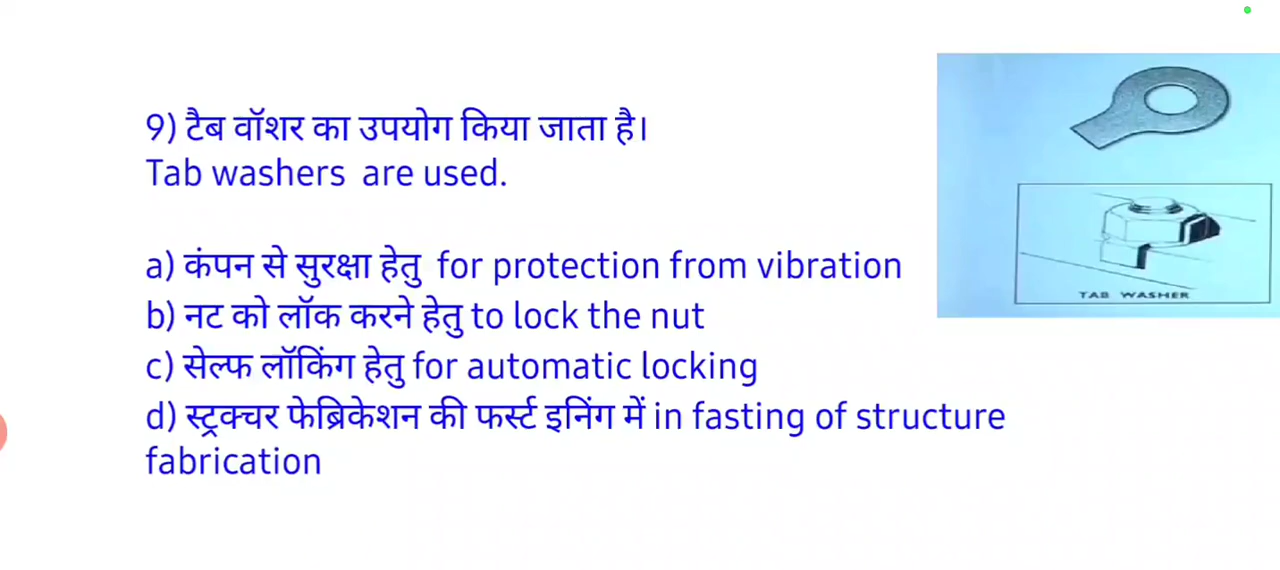 9) टैब वॉशर का उपयोग किया जाता है।
Tab washers are used.
a) कंपन से सुरक्षा हेतु for protection from vibration
b) नट को लॉक करने हेतु to lock the nut
c) सेल्फ लॉकिंग हेतु for automatic locking
d) स्ट्रक्चर फेब्रिकेशन की फर्स्ट इनिंग में in fasting of structure
fabrication
TAB WASHER